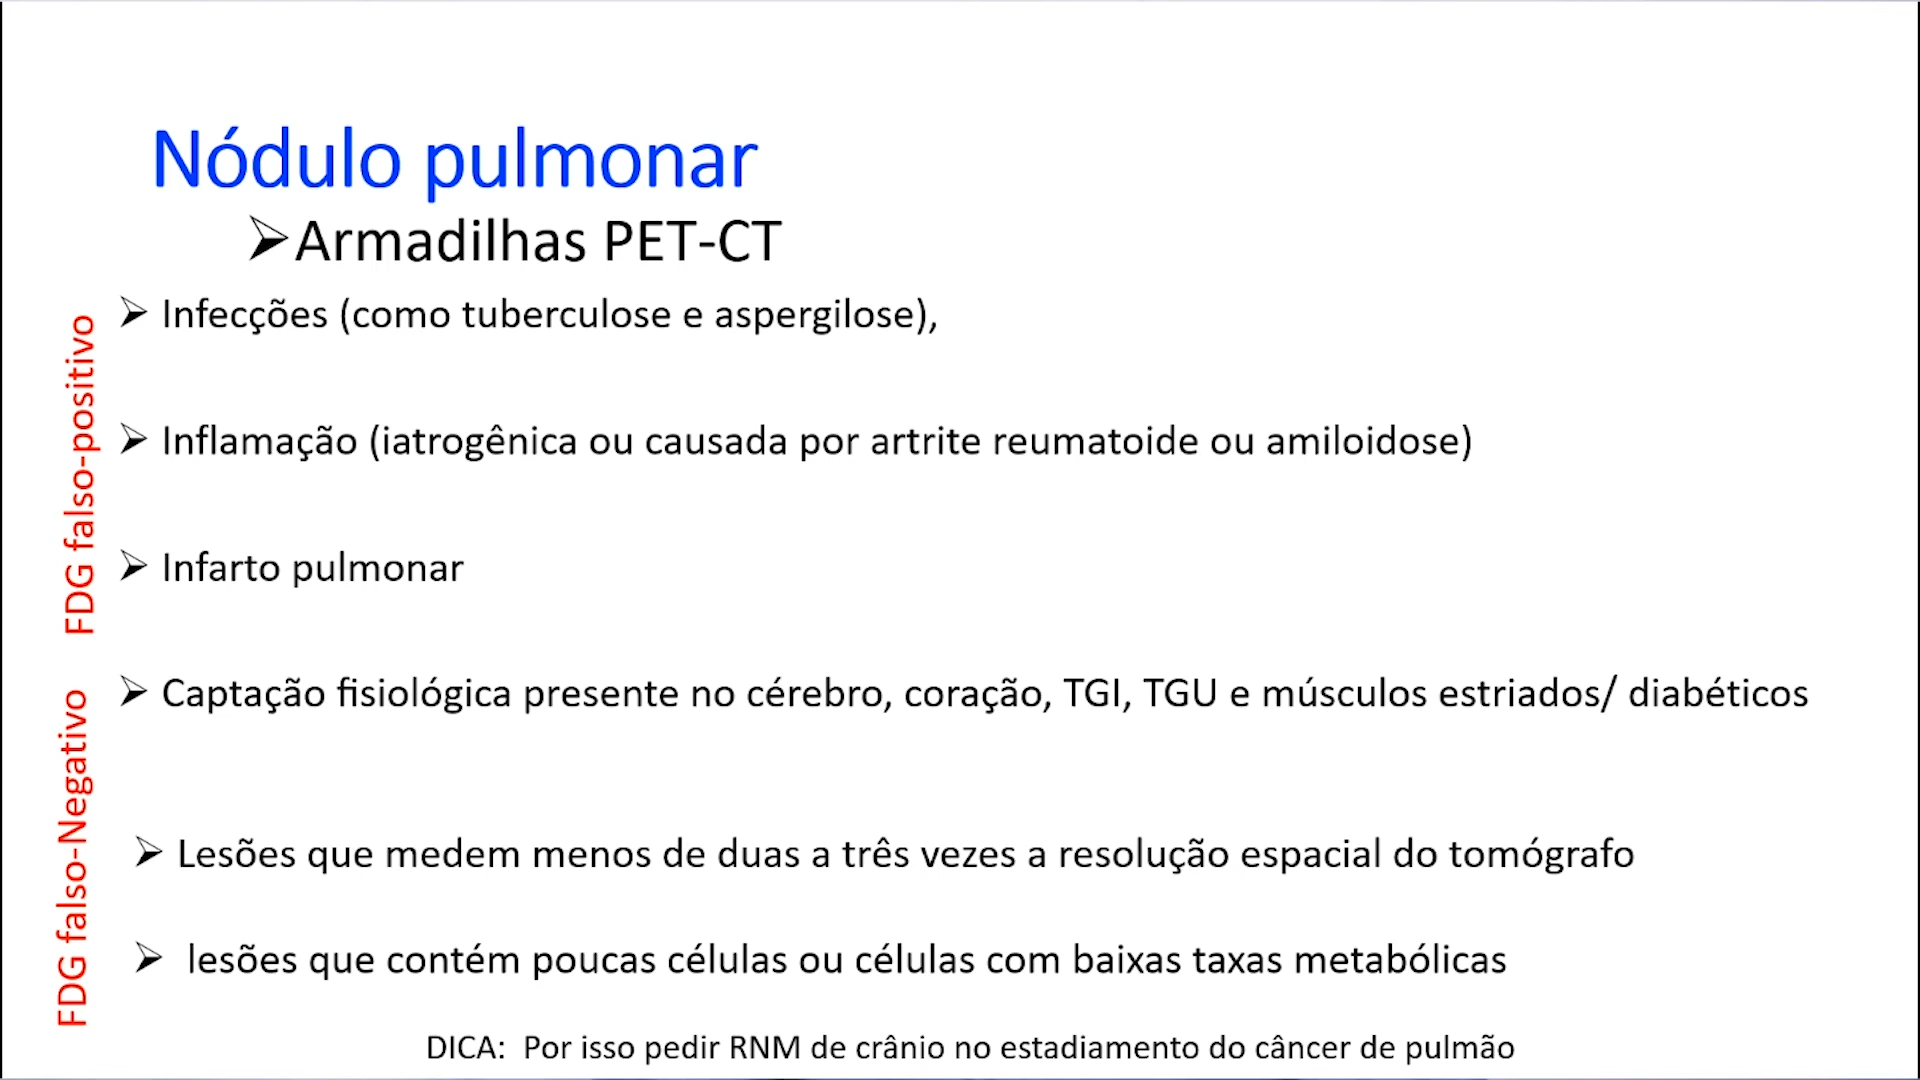 Nódulo pulmonar
➢Armadilhas PET-CT
FDG falso-positivo
➢ Infecções (como tuberculose e aspergilose),
➢ Inflamação (iatrogênica ou causada por artrite reumatoide ou amiloidose)
➢ Infarto pulmonar
FDG falso-Negativo
➢ Captação fisiológica presente no cérebro, coração, TGI, TGU e músculos estriados/ diabéticos
➢ Lesões que medem menos de duas a três vezes a resolução espacial do tomógrafo
➢ lesões que contém poucas células ou células com baixas taxas metabólicas
DICA: Por isso pedir RNM de crânio no estadiamento do câncer de pulmão